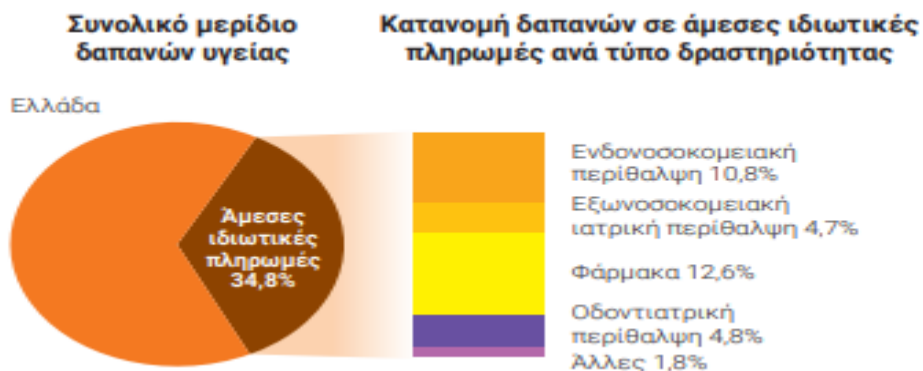 Συνολικό μερίδιο
δαπανών υγείας
Κατανομή δαπανών σε άμεσες ιδιωτικές
πληρωμές ανά τύπο δραστηριότητας
Ελλάδα
Άμεσες
ιδιωτικές
πληρωμές
34,8%
Ενδονοσοκομειακή
περίθαλψη 10,8%
Εξωνοσοκομειακή
ιατρική περίθαλψη 4,7%
Φάρμακα 12,6%
Οδοντιατρική
περίθαλψη 4,8%
Άλλες 1,8%